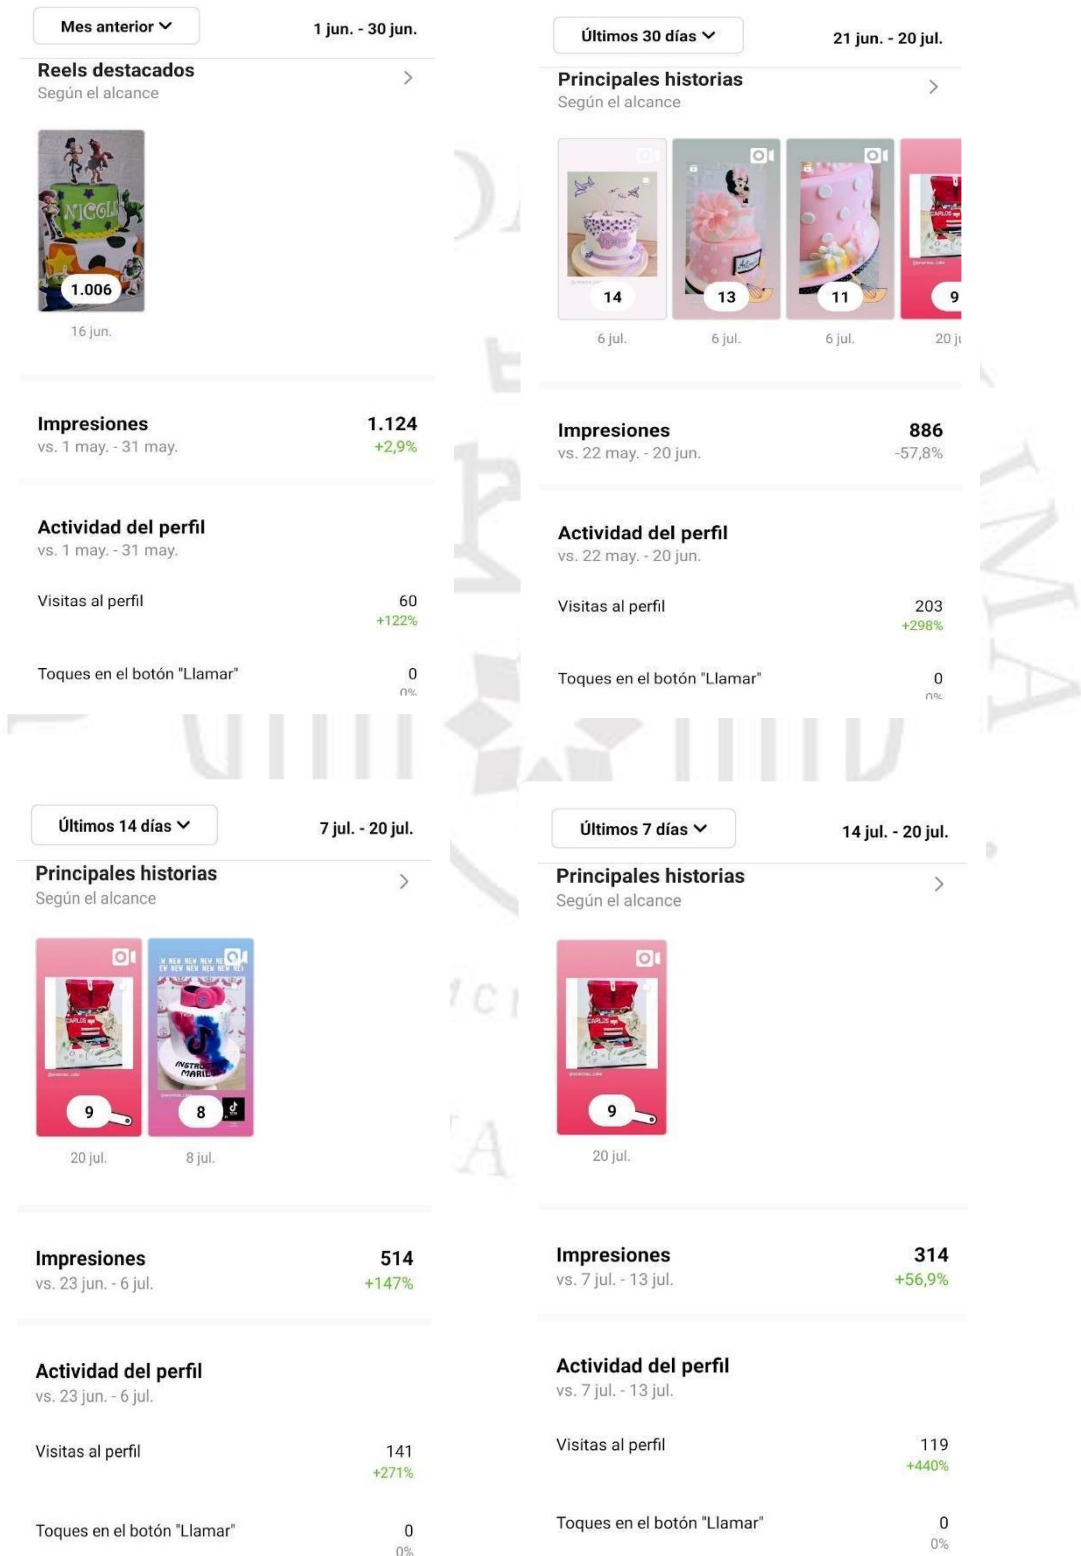 Mes anterior
1 jun. - 30 jun.
Reels destacados
Según el alcance
NICOLE
1.006
16 jun.
Impresiones
1.124
vs. 1 may. - 31 may.
+2,9%
Actividad del perfil
vs. 1 may. - 31 may.
Visitas al perfil
60
+122%
Toques en el botón "Llamar"
0
0%
Últimos 30 días
21 jun. - 20 jul.
Principales historias
Según el alcance
CARLOS
14
13
11
9
6 jul.
6 jul.
6 jul.
20 ju
Impresiones
886
vs. 22 may. - 20 jun.
-57,8%
Actividad del perfil
vs. 22 may. - 20 jun.
Visitas al perfil
203
+298%
Toques en el botón "Llamar"
0
0%
Últimos 14 días
7 jul. - 20 jul.
Principales historias
Según el alcance
CARLOS
9
8
20 jul.
8 jul.
Impresiones
514
vs. 23 jun. - 6 jul.
+147%
Actividad del perfil
vs. 23 jun. - 6 jul.
Visitas al perfil
141
+271%
Toques en el botón "Llamar"
0
0%
Últimos 7 días
14 jul. - 20 jul.
Principales historias
Según el alcance
CARLOS
9
20 jul.
Impresiones
314
vs. 7 jul. - 13 jul.
+56,9%
Actividad del perfil
vs. 7 jul. - 13 jul.
Visitas al perfil
119
+440%
Toques en el botón "Llamar"
0
0%